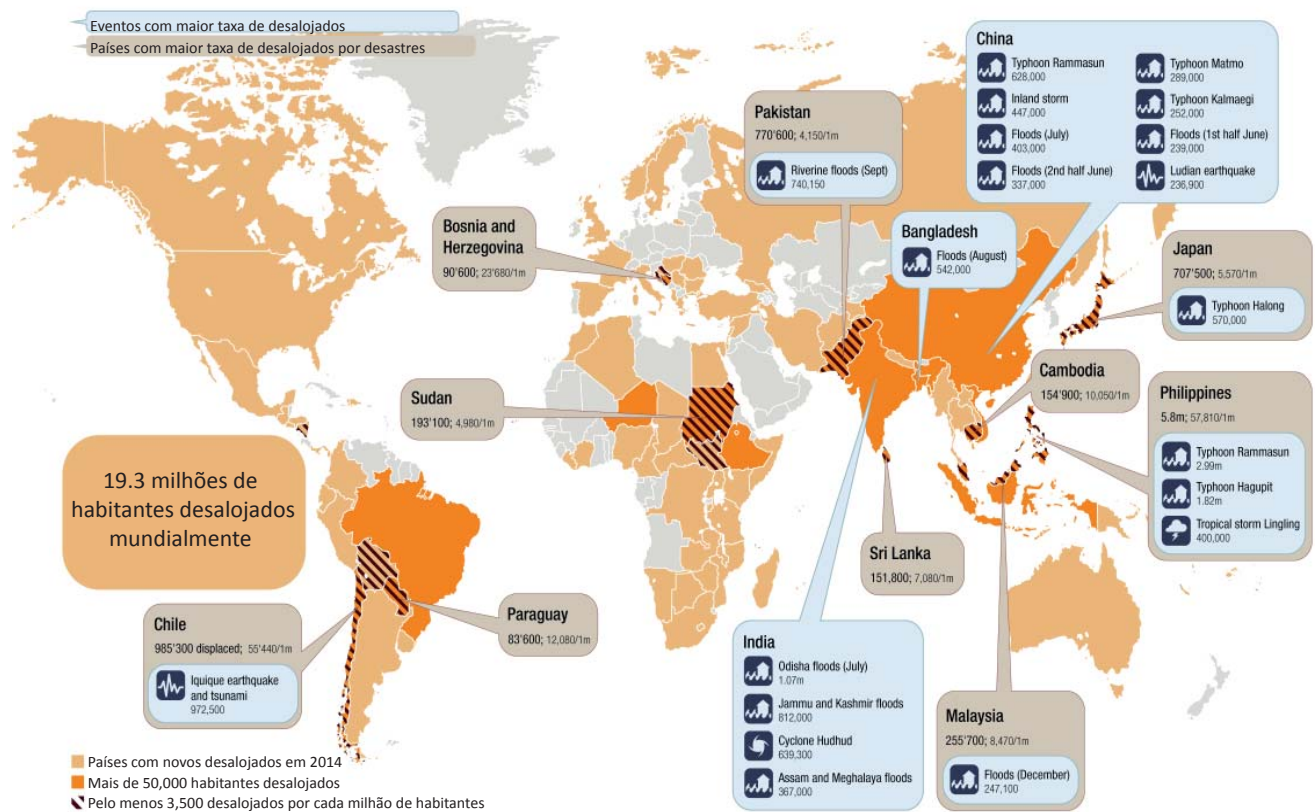 Eventos com maior taxa de desalojados
Países com maior taxa de desalojados por desastres
China
Typhoon Rammasun
628,000
Inland storm
447,000
Floods (July)
403,000
Floods (2nd half June)
337,000
Typhoon Matmo
289,000
Typhoon Kalmaegi
252,000
Floods (1st half June)
239,000
Ludian earthquake
236,900
Pakistan
770'600; 4,150/1m
Riverine floods (Sept)
740,150
Bosnia and
Herzegovina
90'600; 23'680/1m
Bangladesh
Floods (August)
542,000
Japan
707'500; 5,570/1m
Typhoon Halong
570,000
Sudan
193'100; 4,980/1m
Cambodia
154'900; 10,050/1m
Philippines
5.8m; 57,810/1m
Typhoon Rammasun
2.99m
Typhoon Hagupit
1.82m
Tropical storm Lingling
400,000
19.3 milhões de
habitantes desalojados
mundialmente
Sri Lanka
151,800; 7,080/1m
Chile
985'300 displaced; 55'440/1m
Iquique earthquake
and tsunami
972,500
Paraguay
83'600; 12,080/1m
India
Odisha floods (July)
1.07m
Jammu and Kashmir floods
812,000
Cyclone Hudhud
639,300
Assam and Meghalaya floods
367,000
Malaysia
255'700; 8,470/1m
Floods (December)
247,100
Países com novos desalojados em 2014
Mais de 50,000 habitantes desalojados
Pelo menos 3,500 desalojados por cada milhão de habitantes